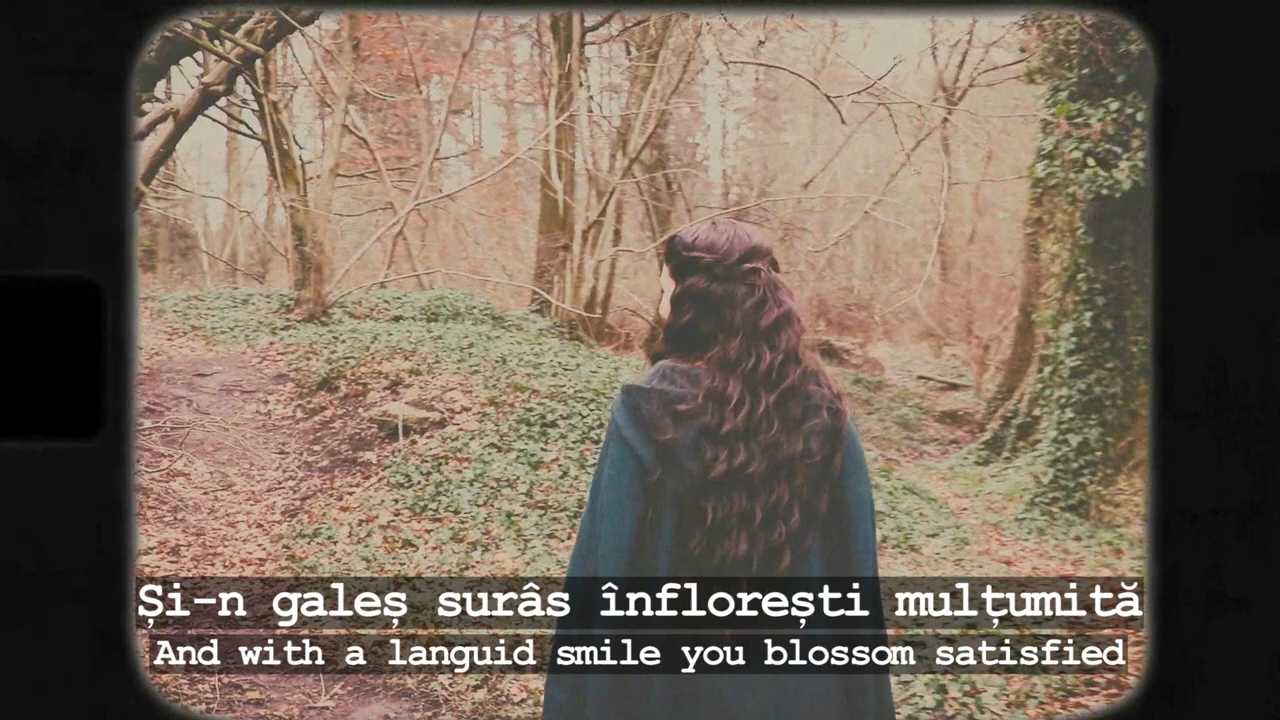 Și-n galeș surâs înflorești mulțumită
And with a languid smile you blossom satisfied